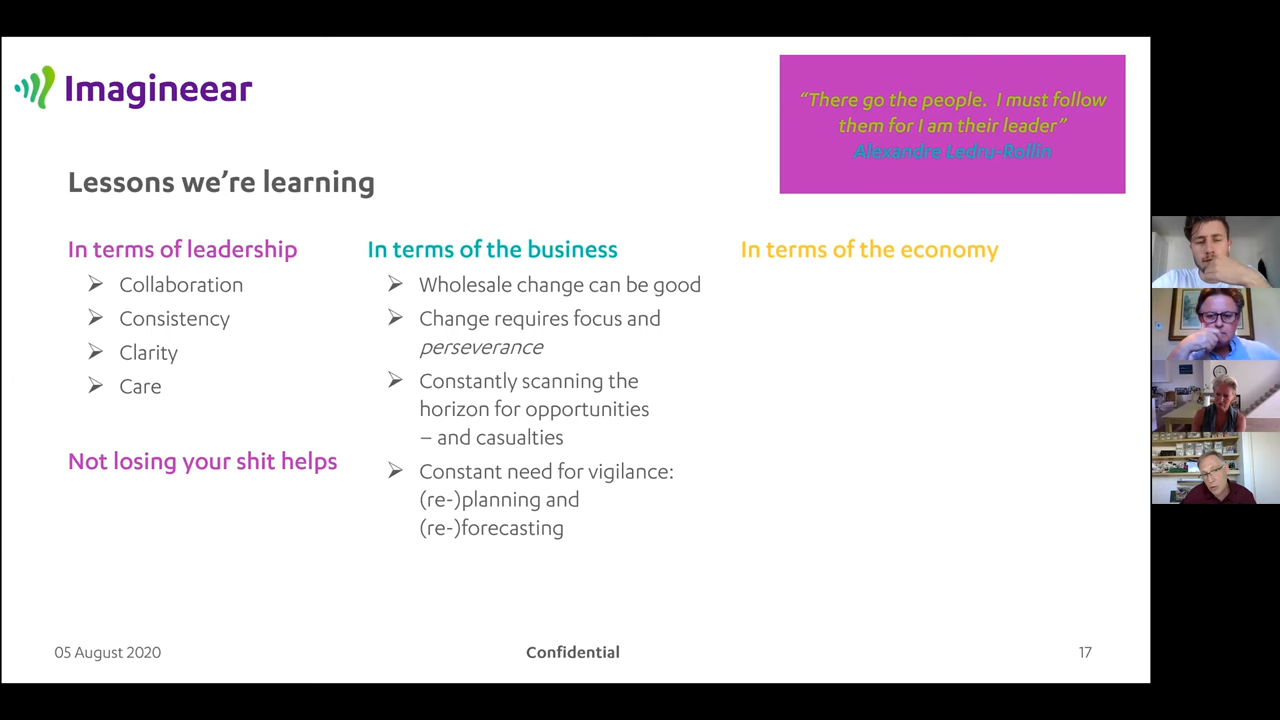 Imagineear
“There go the people. I must follow
them for I am their leader”
Alexandre Ledru-Rollin
Lessons we’re learning
In terms of leadership
Collaboration
Consistency
Clarity
Care
Not losing your shit helps
In terms of the business
Wholesale change can be good
Change requires focus and
perseverance
Constantly scanning the
horizon for opportunities
– and casualties
Constant need for vigilance:
(re-)planning and
(re-)forecasting
In terms of the economy
05 August 2020
Confidential
17